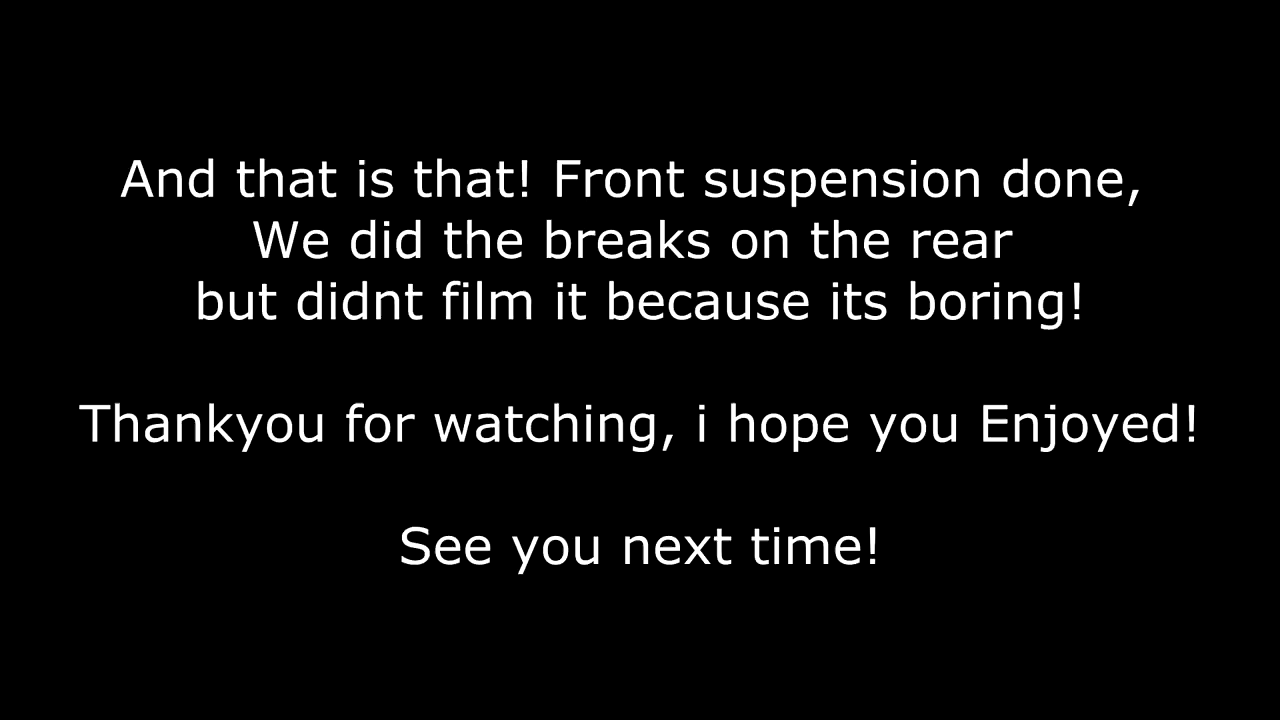 And that is that! Front suspension done,
We did the breaks on the rear
but didnt film it because its boring!
Thankyou for watching, i hope you Enjoyed!
See you next time!